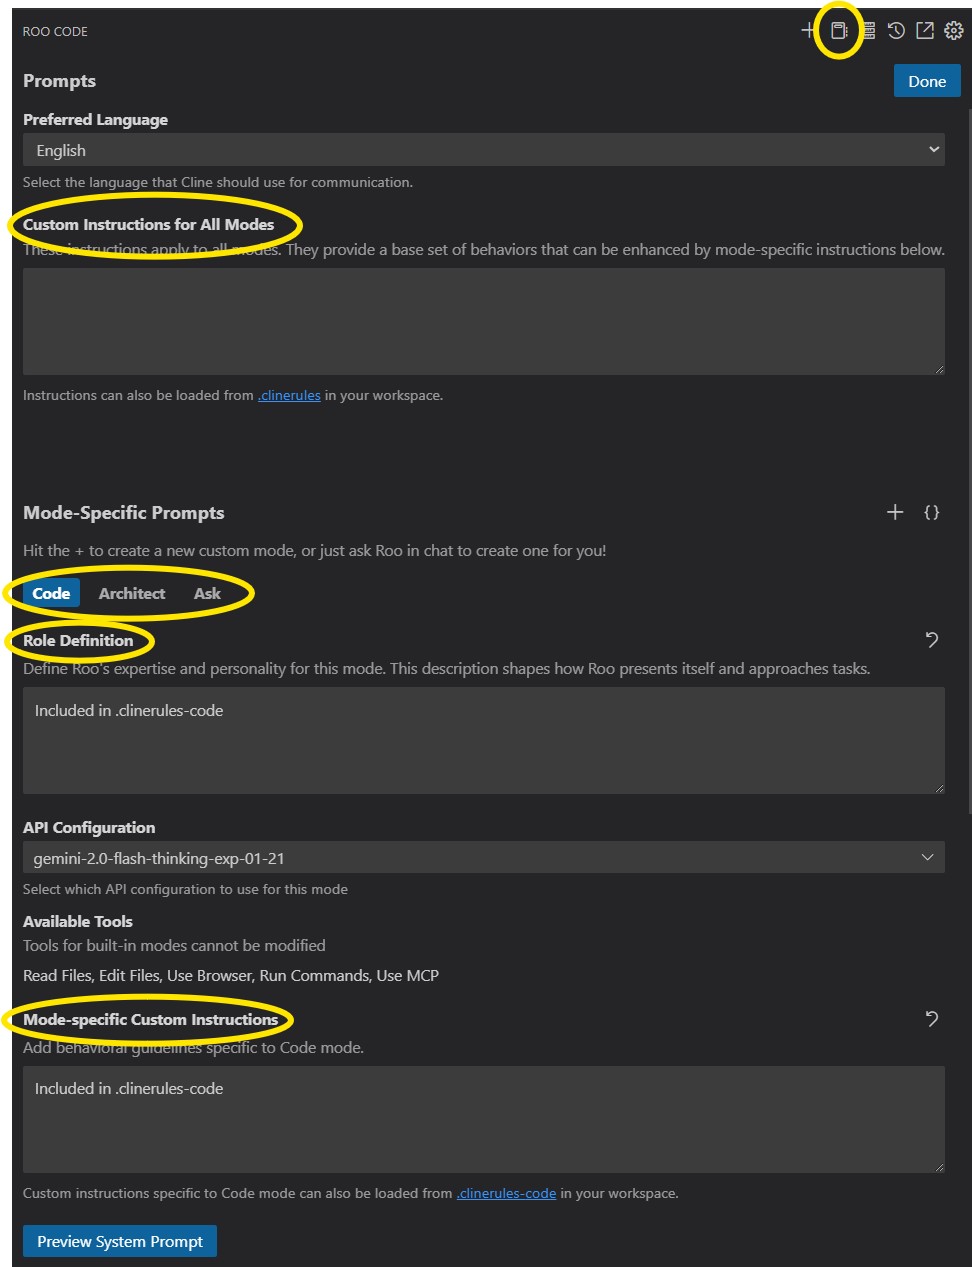 ROO CODE
Prompts
Done
Preferred Language
English
Select the language that Cline should use for communication.
Custom Instructions for All Modes
These instructions apply to all modes. They provide a base set of behaviors that can be enhanced by mode-specific instructions below.
Instructions can also be loaded from .clinerules in your workspace.
Mode-Specific Prompts
Hit the + to create a new custom mode, or just ask Roo in chat to create one for you!
Code Architect Ask
Role Definition
Define Roo's expertise and personality for this mode. This description shapes how Roo presents itself and approaches tasks.
Included in .clinerules-code
API Configuration
gemini-2.0-flash-thinking-exp-01-21
Select which API configuration to use for this mode
Available Tools
Tools for built-in modes cannot be modified
Read Files, Edit Files, Use Browser, Run Commands, Use MCP
Mode-specific Custom Instructions
Add behavioral guidelines specific to Code mode.
Included in .clinerules-code
Custom instructions specific to Code mode can also be loaded from .clinerules-code in your workspace.
Preview System Prompt